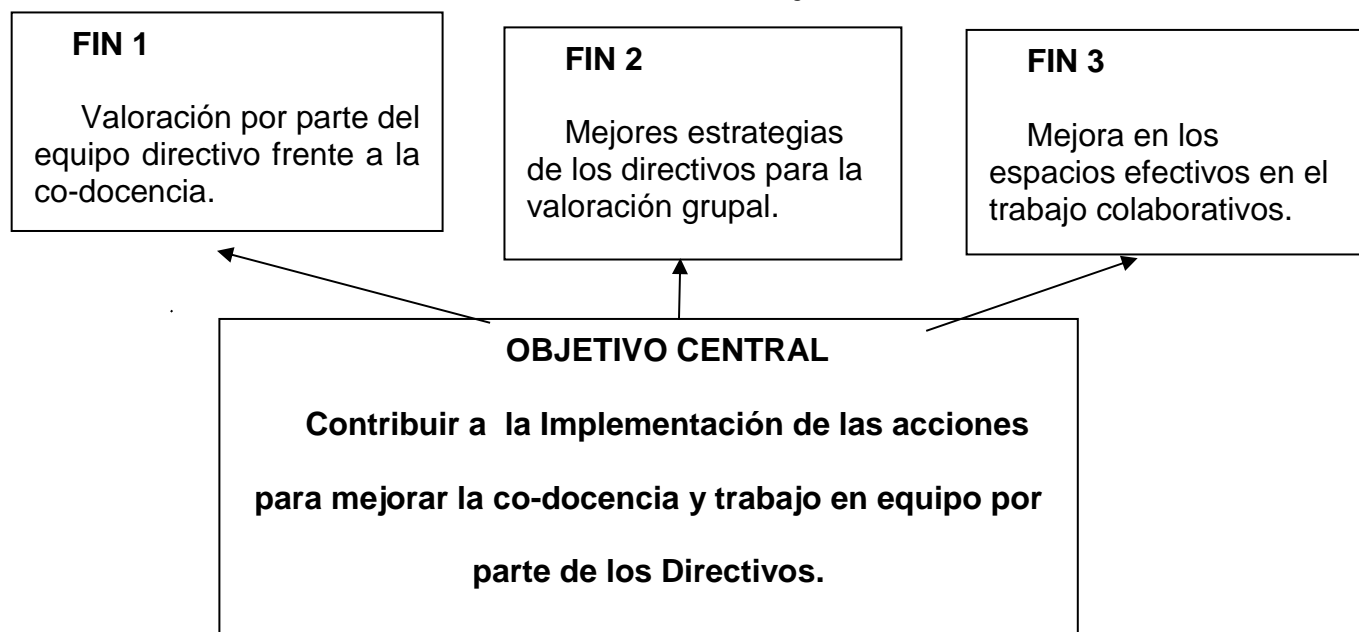 FIN 1
Valoración por parte del
equipo directivo frente a la
co-docencia.
FIN 2
Mejores estrategias
de los directivos para la
valoración grupal.
FIN 3
Mejora en los
espacios efectivos en el
trabajo colaborativos.
OBJETIVO CENTRAL
Contribuir a la Implementación de las acciones
para mejorar la co-docencia y trabajo en equipo por
parte de los Directivos.